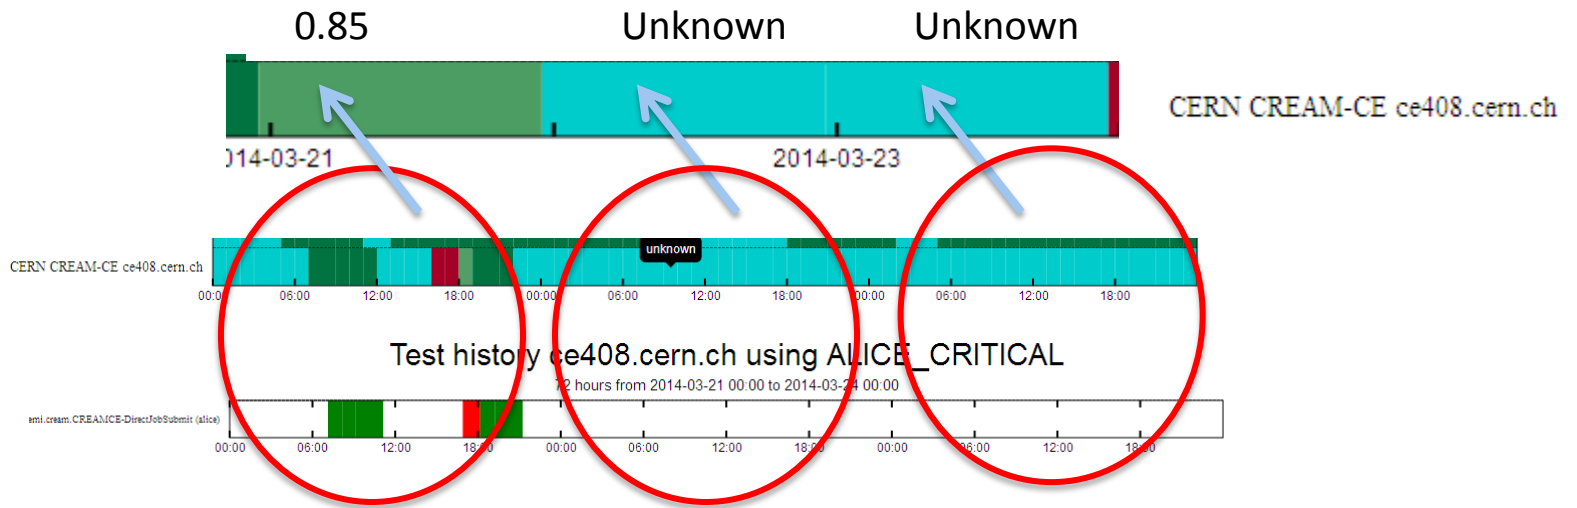 0.85 Unknown Unknown
CERN CREAM-CE ce408.cern.ch
014-03-21 2014-03-23
unknown
CERN CREAM-CE ce408.cern.ch
00:00 06:00 12:00 18:00 00:00 06:00 12:00 18:00 00:00 06:00 12:00 18:00
Test history ce408.cern.ch using ALICE_CRITICAL
72 hours from 2014-03-21 00:00 to 2014-03-24 00:00
emi.cream.CREAMCE-DirectJobSubmit (alice)
00:00 06:00 12:00 18:00 00:00 06:00 12:00 18:00 00:00 06:00 12:00 18:00